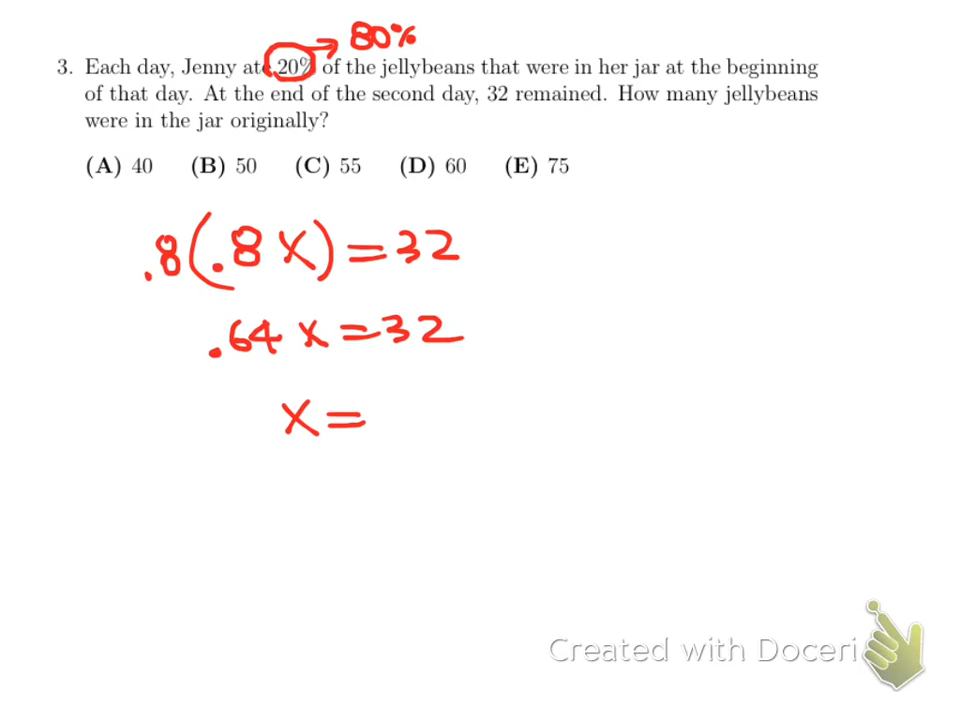 80%
3. Each day, Jenny ate 20% of the jellybeans that were in her jar at the beginning
of that day. At the end of the second day, 32 remained. How many jellybeans
were in the jar originally?
(A) 40 (B) 50 (C) 55 (D) 60 (E) 75
.8(.8x)=32
.64x=32
x=
Created with Doceri